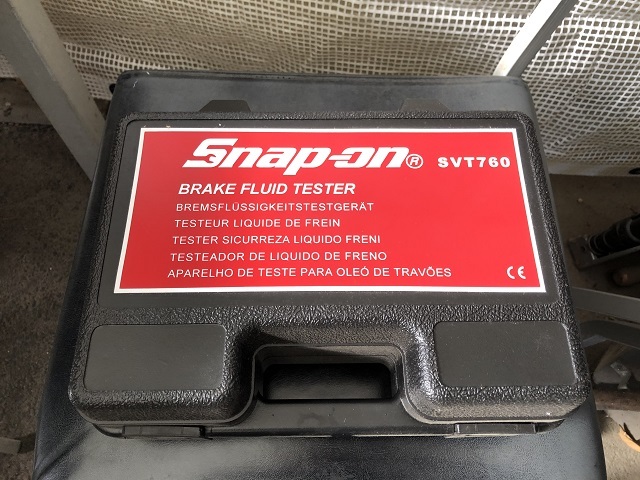 Snap-on® SVT760
BRAKE FLUID TESTER
BREMSFLÜSSIGKEITSTESTGERÄT
TESTEUR LIQUIDE DE FREIN
TESTER SICURREZA LIQUIDO FRENI
TESTEADOR DE LIQUIDO DE FRENO
APARELHO DE TESTE PARA OLEÓ DE TRAVÕES
CE